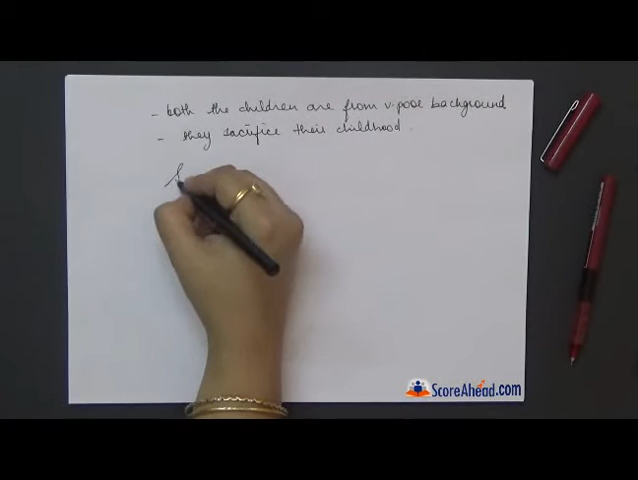 - both the children are from v. poor background
- they sacrifice their childhood.
S
ScoreAhead.com